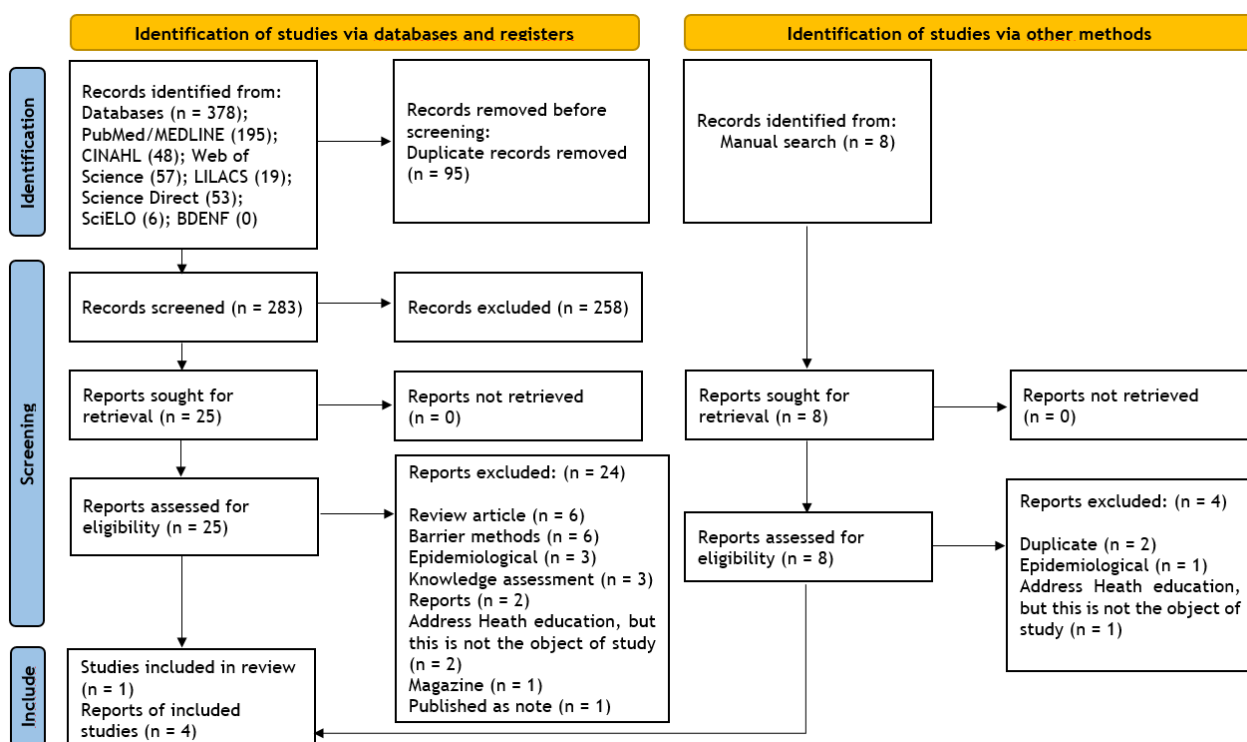 Identification of studies via databases and registers
Identification of studies via other methods
Identification
Records identified from:
Databases (n = 378);
PubMed/MEDLINE (195);
CINAHL (48); Web of
Science (57); LILACS (19);
Science Direct (53);
SciELO (6); BDENF (0)
Records removed before
screening:
Duplicate records removed
(n = 95)
Records identified from:
Manual search (n = 8)
Screening
Records screened (n = 283)
Records excluded (n = 258)
Reports sought for
retrieval (n = 25)
Reports not retrieved
(n = 0)
Reports sought for
retrieval (n = 8)
Reports not retrieved
(n = 0)
Reports assessed for
eligibility (n = 25)
Reports excluded: (n = 24)
Review article (n = 6)
Barrier methods (n = 6)
Epidemiological (n = 3)
Knowledge assessment (n = 3)
Reports (n = 2)
Address Heath education, but
this is not the object of study
(n = 2)
Magazine (n = 1)
Published as note (n = 1)
Reports assessed for
eligibility (n = 8)
Reports excluded: (n = 4)
Duplicate (n = 2)
Epidemiological (n = 1)
Address Heath education,
but this is not the object of
study (n = 1)
Include
Studies included in review
(n = 1)
Reports of included
studies (n = 4)